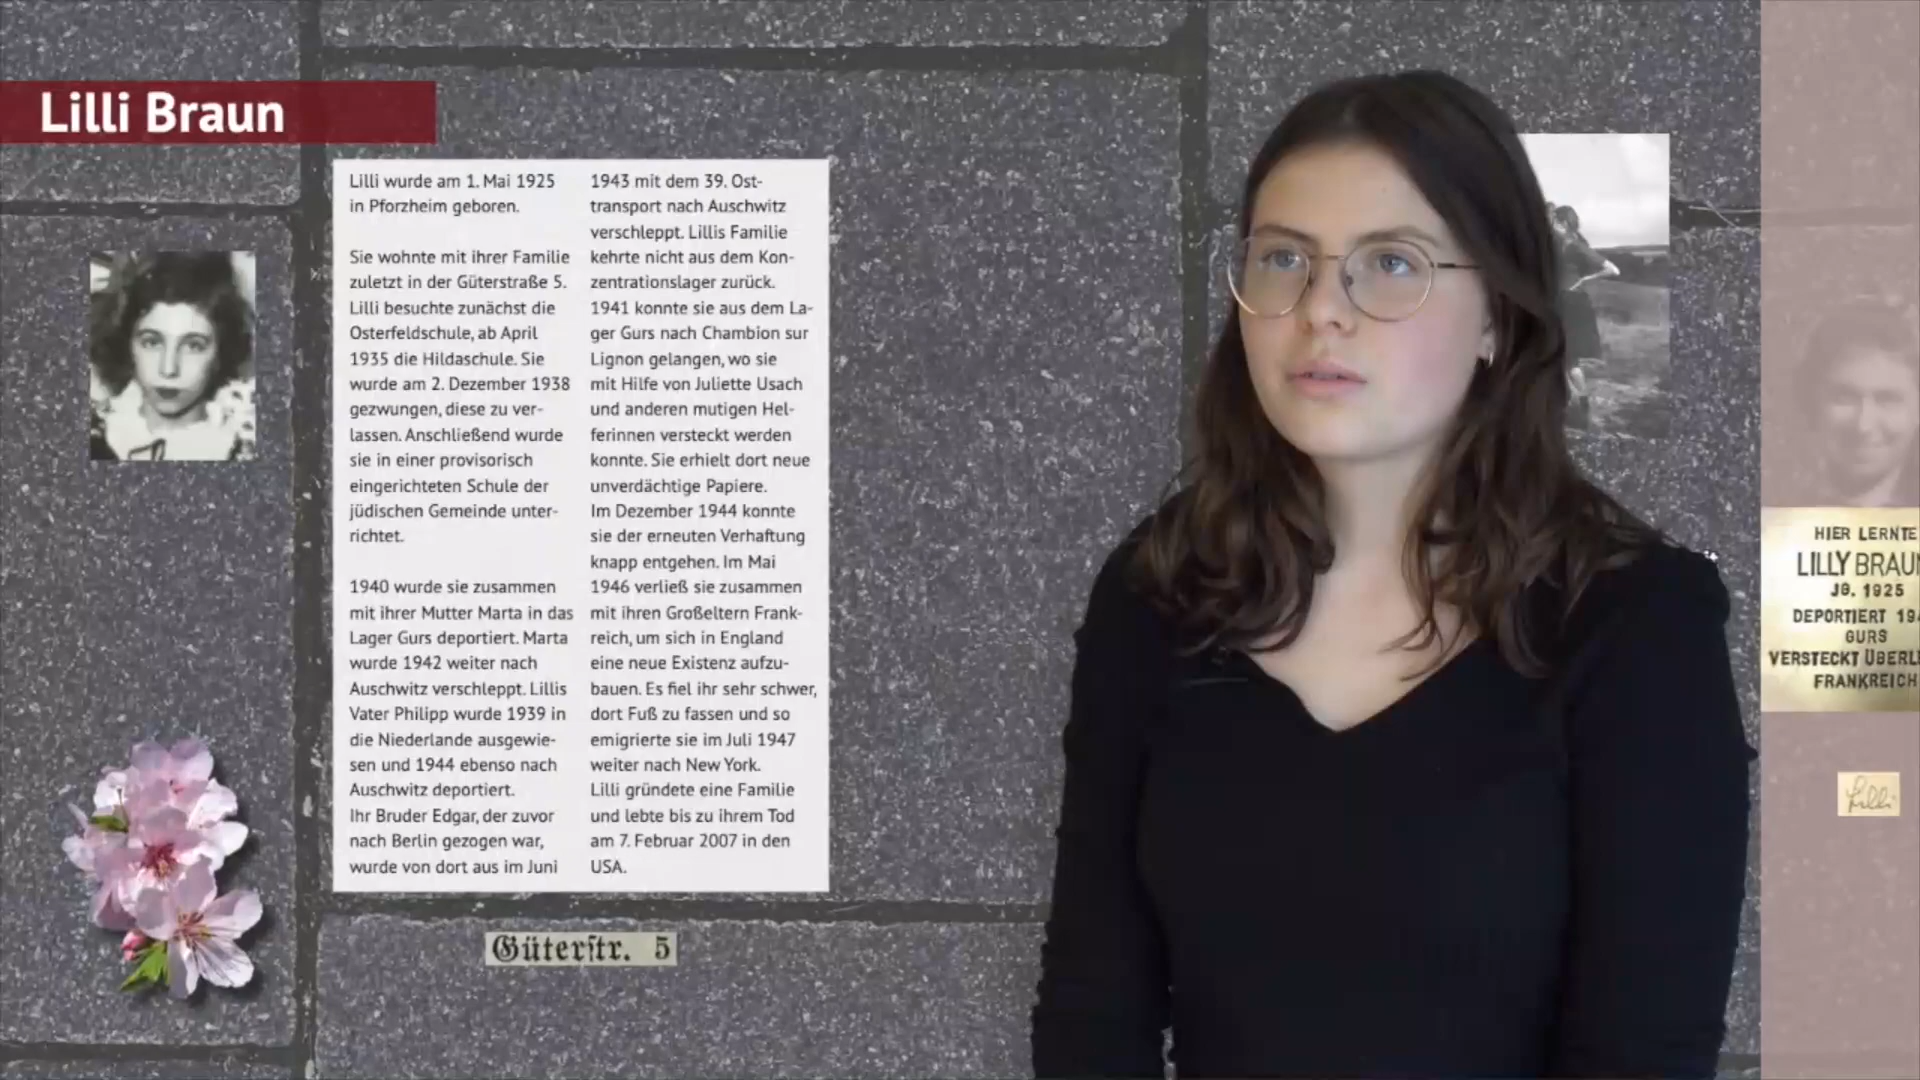 Lilli Braun
Lilli wurde am 1. Mai 1925
in Pforzheim geboren.
Sie wohnte mit ihrer Familie
zuletzt in der Güterstraße 5.
Lilli besuchte zunächst die
Osterfeldschule, ab April
1935 die Hildaschule. Sie
wurde am 2. Dezember 1938
gezwungen, diese zu ver-
lassen. Anschließend wurde
sie in einer provisorisch
eingerichteten Schule der
jüdischen Gemeinde unter-
richtet.
1940 wurde sie zusammen
mit ihrer Mutter Marta in das
Lager Gurs deportiert. Marta
wurde 1942 weiter nach
Auschwitz verschleppt. Lillis
Vater Philipp wurde 1939 in
die Niederlande ausgewie-
sen und 1944 ebenso nach
Auschwitz deportiert.
Ihr Bruder Edgar, der zuvor
nach Berlin gezogen war,
wurde von dort aus im Juni
1943 mit dem 39. Ost-
transport nach Auschwitz
verschleppt. Lillis Familie
kehrte nicht aus dem Kon-
zentrationslager zurück.
1941 konnte sie aus dem La-
ger Gurs nach Chambion sur
Lignon gelangen, wo sie
mit Hilfe von Juliette Usach
und anderen mutigen Hel-
ferinnen versteckt werden
konnte. Sie erhielt dort neue
unverdächtige Papiere.
Im Dezember 1944 konnte
sie der erneuten Verhaftung
knapp entgehen. Im Mai
1946 verließ sie zusammen
mit ihren Großeltern Frank-
reich, um sich in England
eine neue Existenz aufzu-
bauen. Es fiel ihr sehr schwer,
dort Fuß zu fassen und so
emigrierte sie im Juli 1947
weiter nach New York.
Lilli gründete eine Familie
und lebte bis zu ihrem Tod
am 7. Februar 2007 in den
USA.
Güterstr. 5
HIER LERNTE
LILLY BRAUN
JG. 1925
DEPORTIERT 194
GURS
VERSTECKT ÜBERLE
FRANKREICH
Lilli